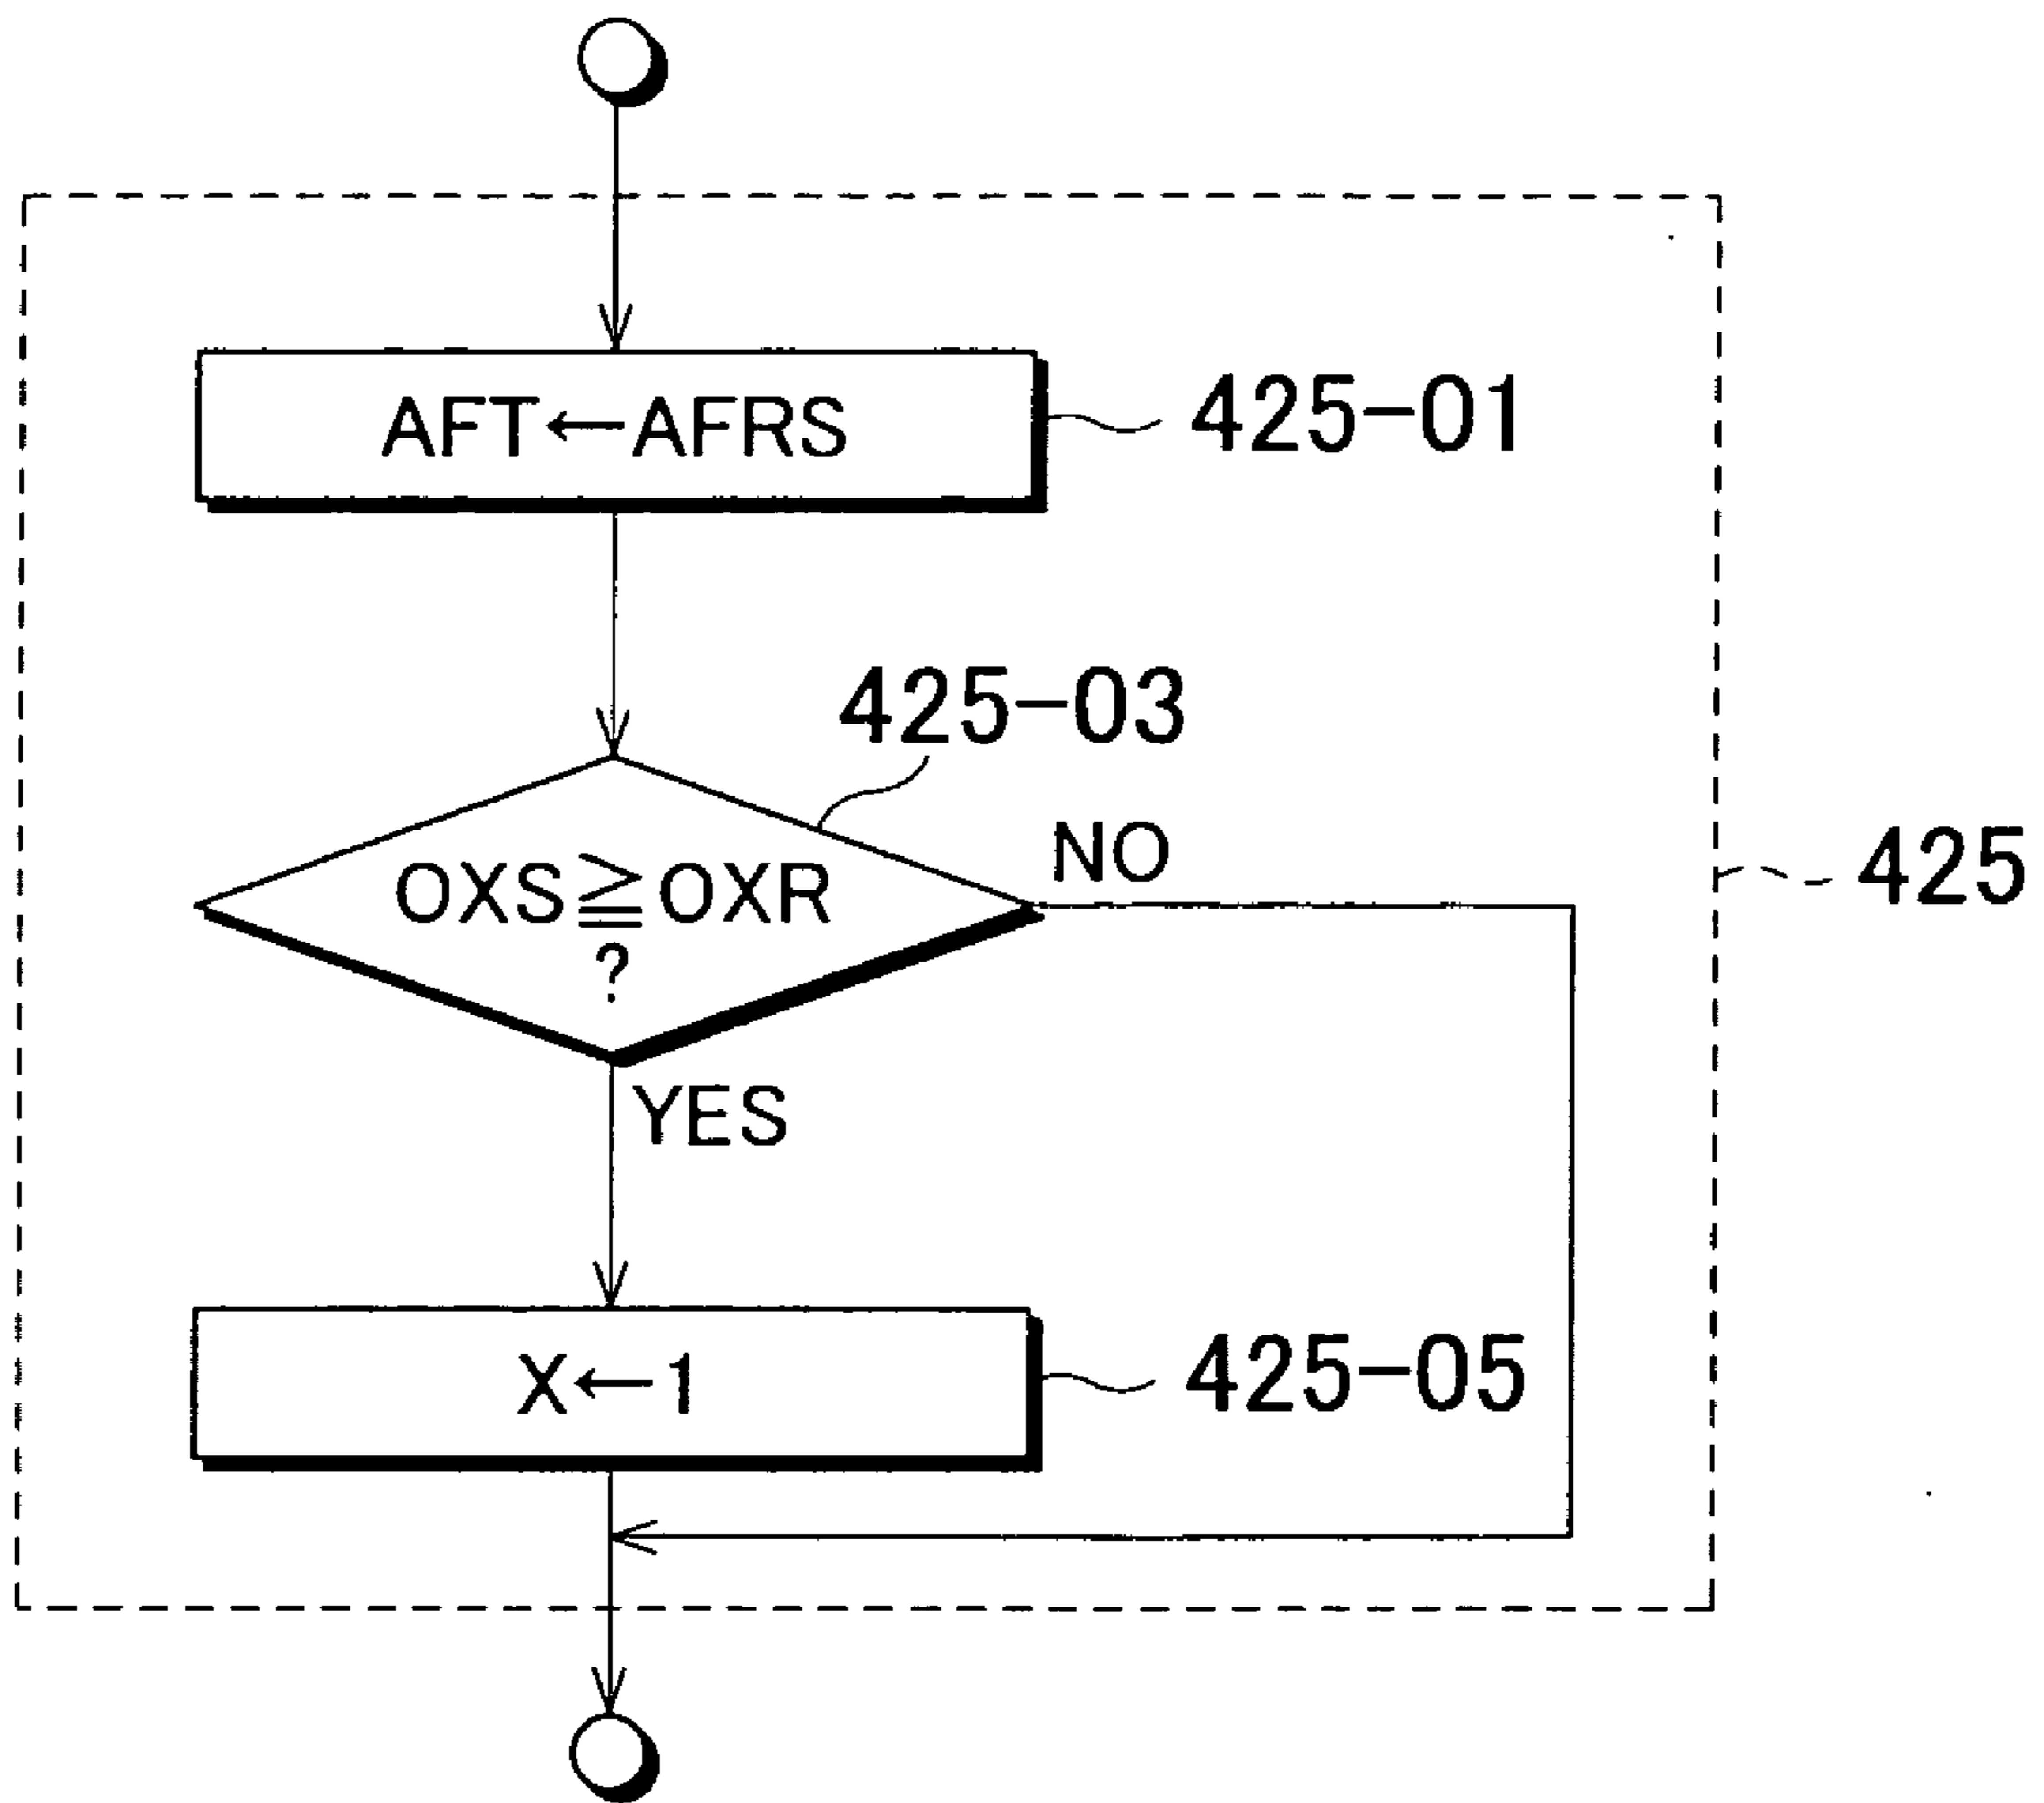 AFT←AFRS
425-01
425-03
OXS≧OXR
?
NO
425
YES
X←1
425-05